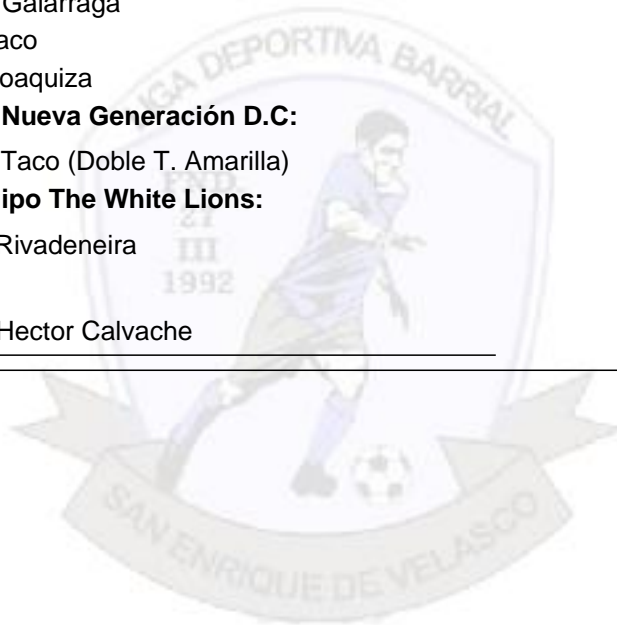 Galarraga
aco
oaquiza
Nueva Generación D.C:
Taco (Doble T. Amarilla)
ipo The White Lions:
Rivadeneira
Hector Calvache
LIGA DEPORTIVA BARRIAL
FND.
21
III
1992
SAN ENRIQUE DE VELASCO